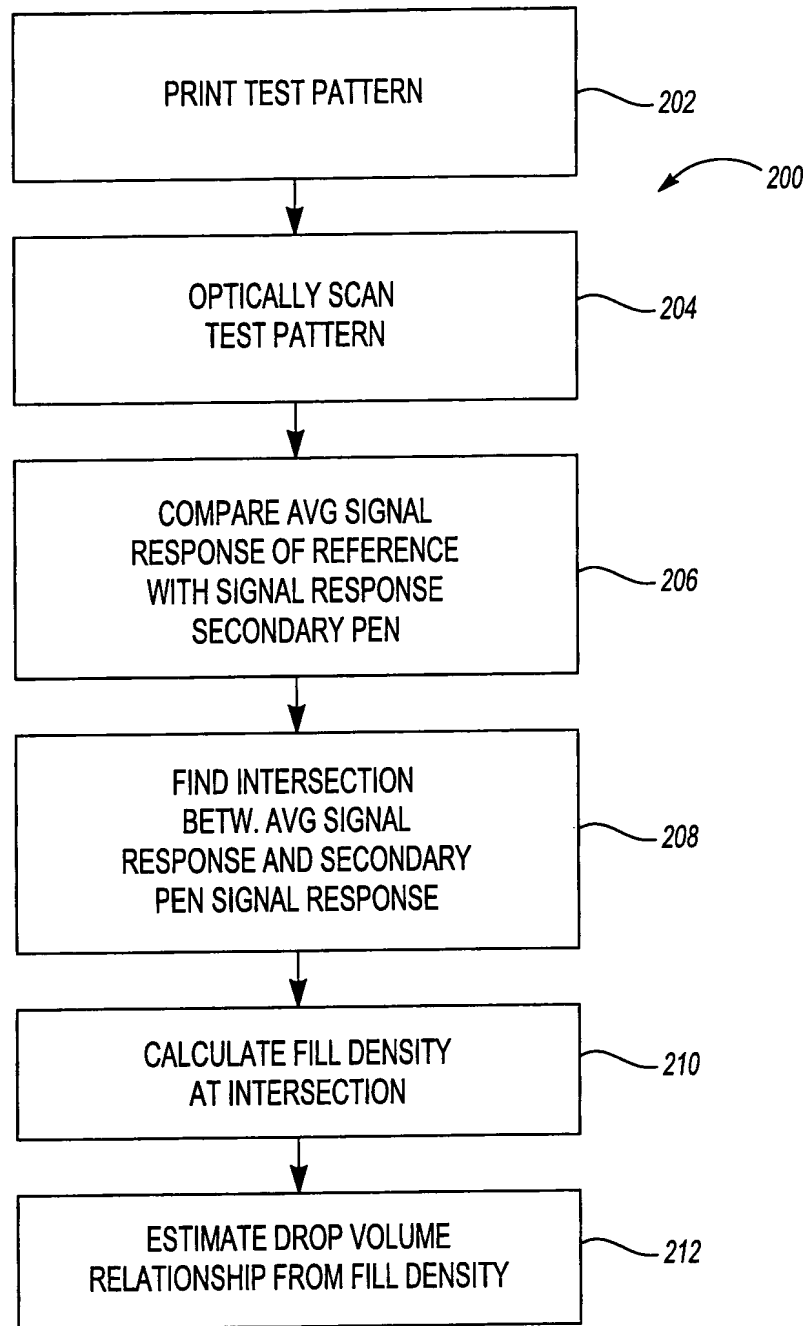 PRINT TEST PATTERN
202
200
OPTICALLY SCAN
TEST PATTERN
204
COMPARE AVG SIGNAL
RESPONSE OF REFERENCE
WITH SIGNAL RESPONSE
SECONDARY PEN
206
FIND INTERSECTION
BETW. AVG SIGNAL
RESPONSE AND SECONDARY
PEN SIGNAL RESPONSE
208
CALCULATE FILL DENSITY
AT INTERSECTION
210
ESTIMATE DROP VOLUME
RELATIONSHIP FROM FILL DENSITY
212